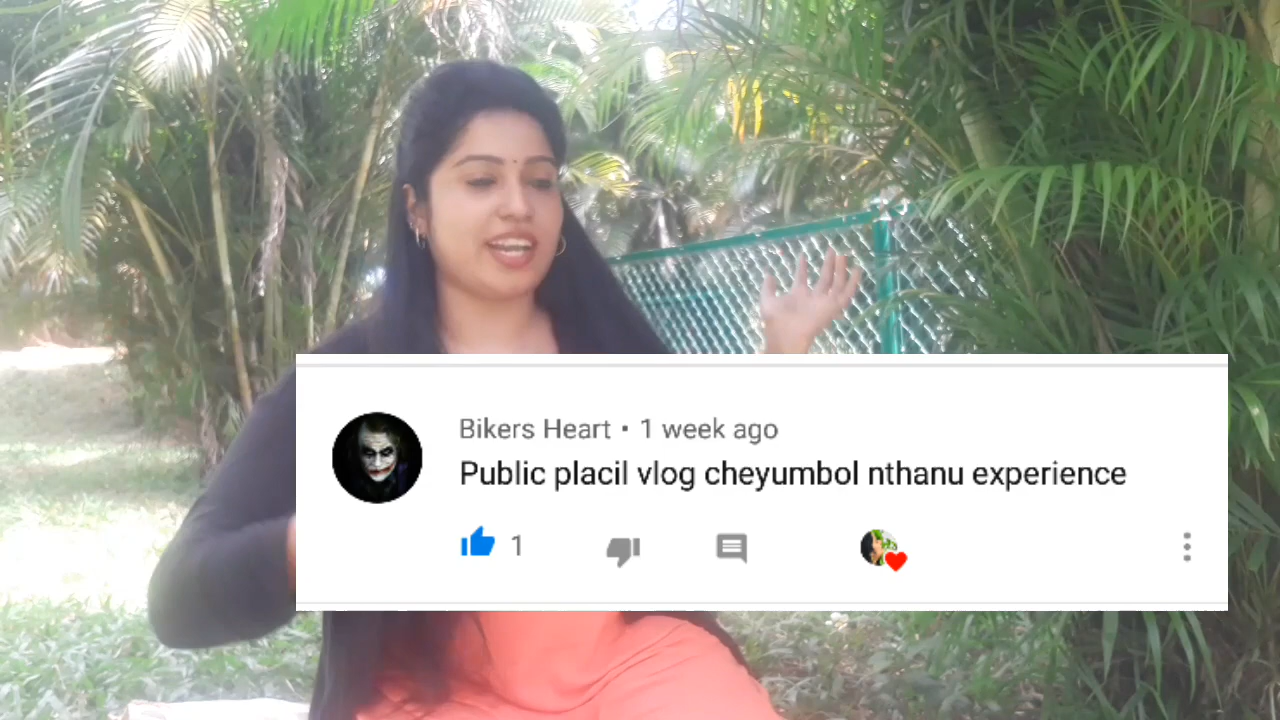 Bikers Heart • 1 week ago
Public placil vlog cheyumbol nthanu experience
1